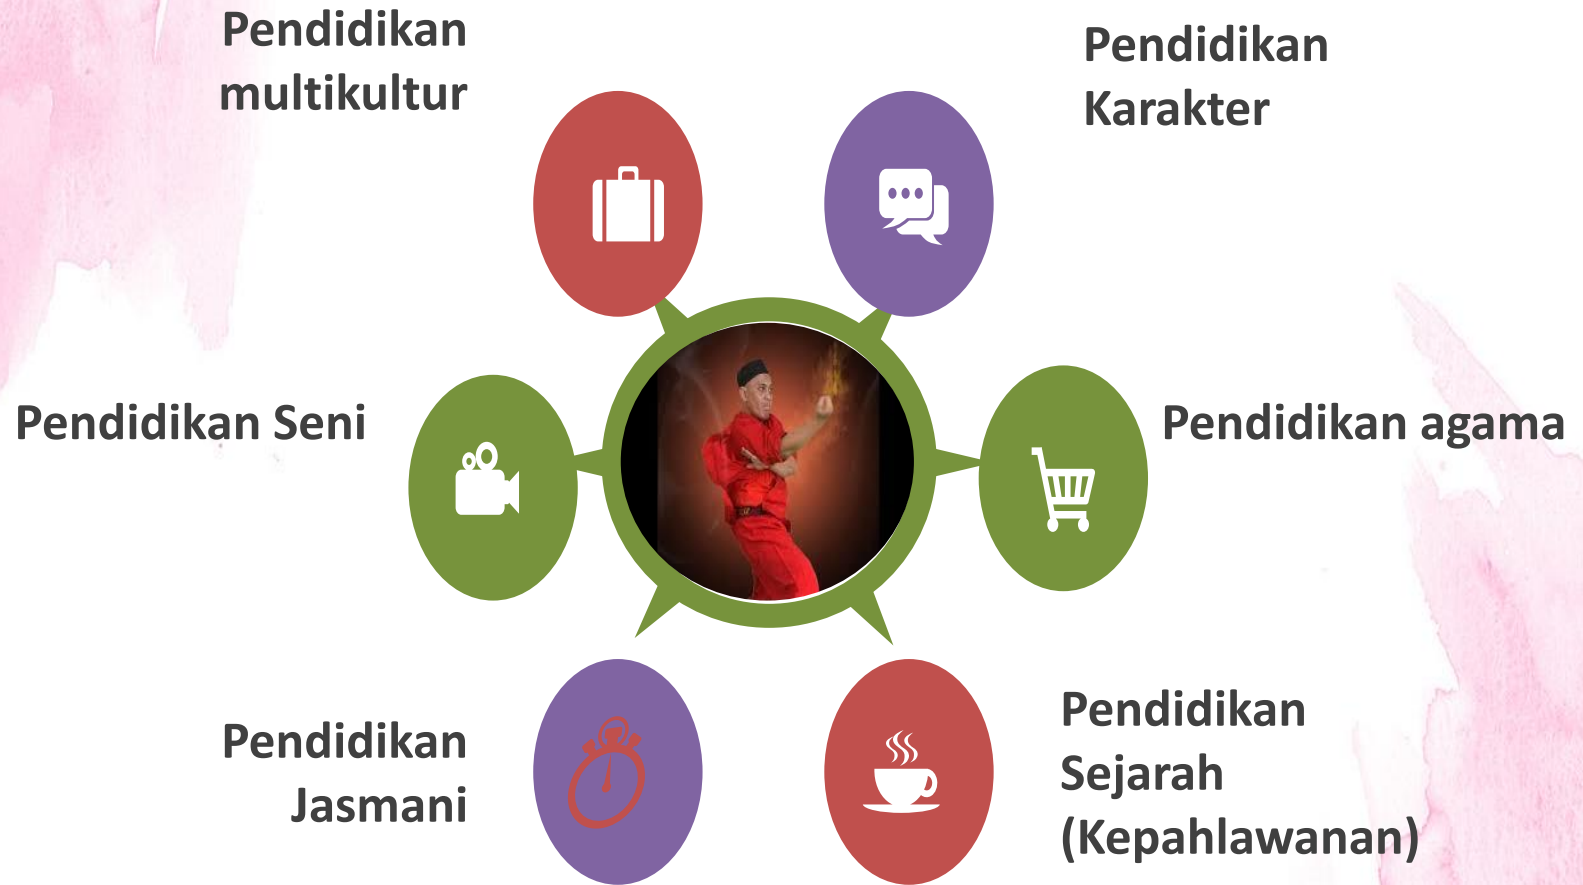 Pendidikan
multikultur
Pendidikan
Karakter
Pendidikan Seni
Pendidikan agama
Pendidikan
Jasmani
Pendidikan
Sejarah
(Kepahlawanan)